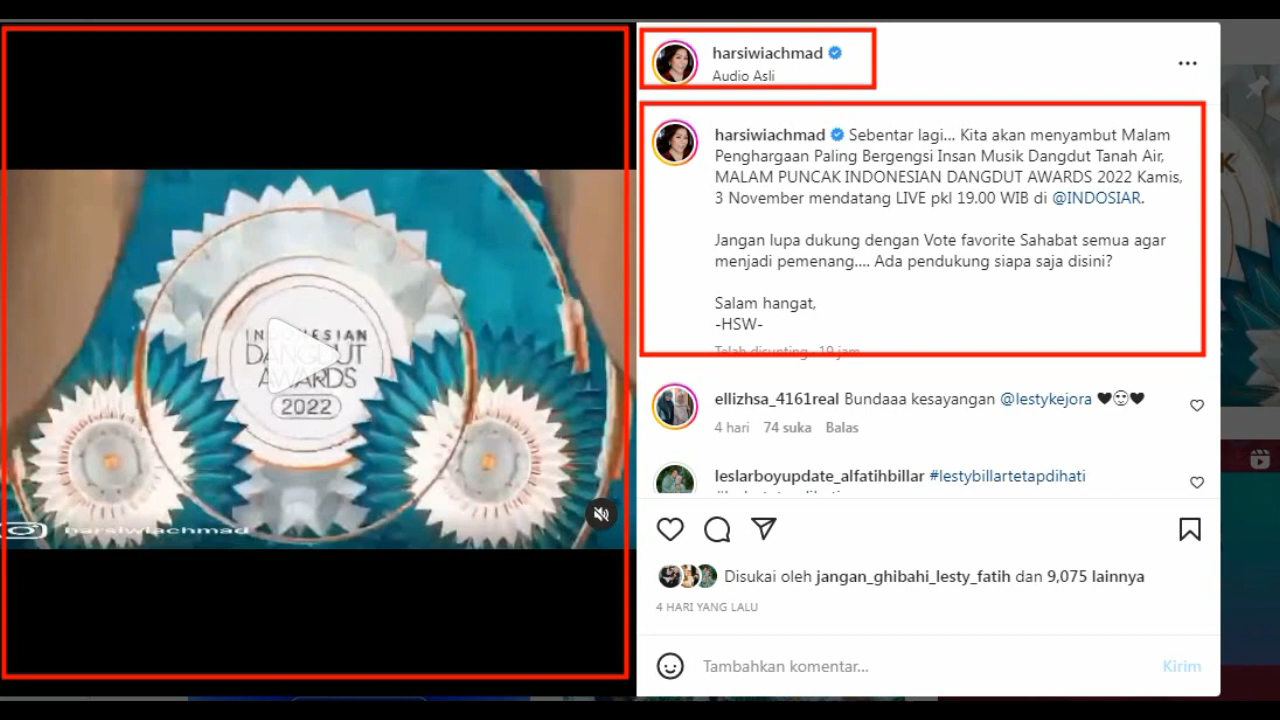 INDONESIAN
DANGDUT
AWARDS
2022
harsiwiachmad
harsiwiachmad
Audio Asli
harsiwiachmad Sebentar lagi... Kita akan menyambut Malam
Penghargaan Paling Bergengsi Insan Musik Dangdut Tanah Air,
MALAM PUNCAK INDONESIAN DANGDUT AWARDS 2022 Kamis,
3 November mendatang LIVE pkl 19.00 WIB di @INDOSIAR.
Jangan lupa dukung dengan Vote favorite Sahabat semua agar
menjadi pemenang.... Ada pendukung siapa saja disini?
Salam hangat,
-HSW-
Telah disunting · 19 jam
ellizhsa_4161real Bundaaa kesayangan @lestykejora 🖤😍🖤
4 hari 74 suka Balas
leslarboyupdate_alfatihbillar #lestybillartetapdihati
Disukai oleh jangan_ghibahi_lesty_fatih dan 9,075 lainnya
4 HARI YANG LALU
Tambahkan komentar...
Kirim